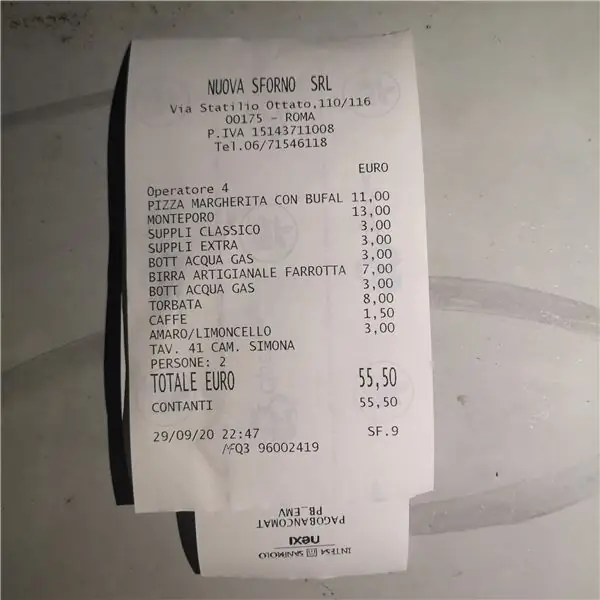 NUOVA SFORNO SRL
Via Statilio Ottato,110/116
00175 - ROMA
P.IVA 15143711008
Tel.06/71546118
EURO
Operatore 4
PIZZA MARGHERITA CON BUFAL 11,00
MONTEPORO 13,00
SUPPLI CLASSICO 3,00
SUPPLI EXTRA 3,00
BOTT ACQUA GAS 3,00
BIRRA ARTIGIANALE FARROTTA 7,00
BOTT ACQUA GAS 3,00
TORBATA 8,00
CAFFE 1,50
AMARO/LIMONCELLO 3,00
TAV. 41 CAM. SIMONA
PERSONE: 2
TOTALE EURO 55,50
CONTANTI 55,50
29/09/20 22:47 SF.9
MFQ3 96002419
PB_EMV
PAGOBANCOMAT
nexi
INTESA SANPAOLO